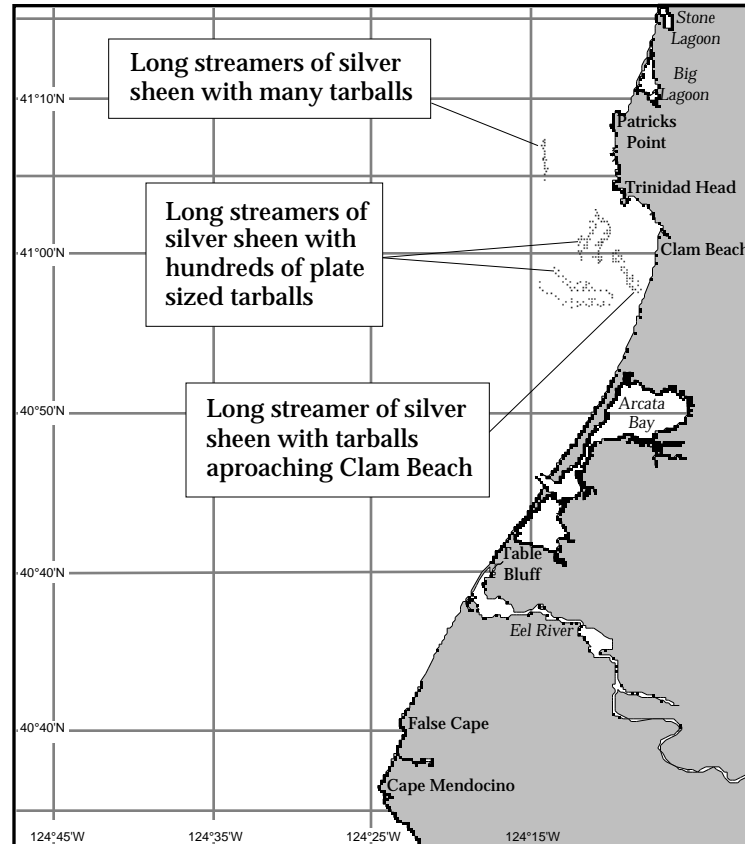 Stone
Lagoon
Long streamers of silver
sheen with many tarballs
Big
Lagoon
41°10'N
Patricks
Point
Trinidad Head
Long streamers of
silver sheen with
hundreds of plate
sized tarballs
41°00'N
Clam Beach
Long streamer of silver
sheen with tarballs
aproaching Clam Beach
40°50'N
Arcata
Bay
Table
Bluff
40°40'N
Eel River
40°40'N
False Cape
Cape Mendocino
124°45'W
124°35'W
124°25'W
124°15'W